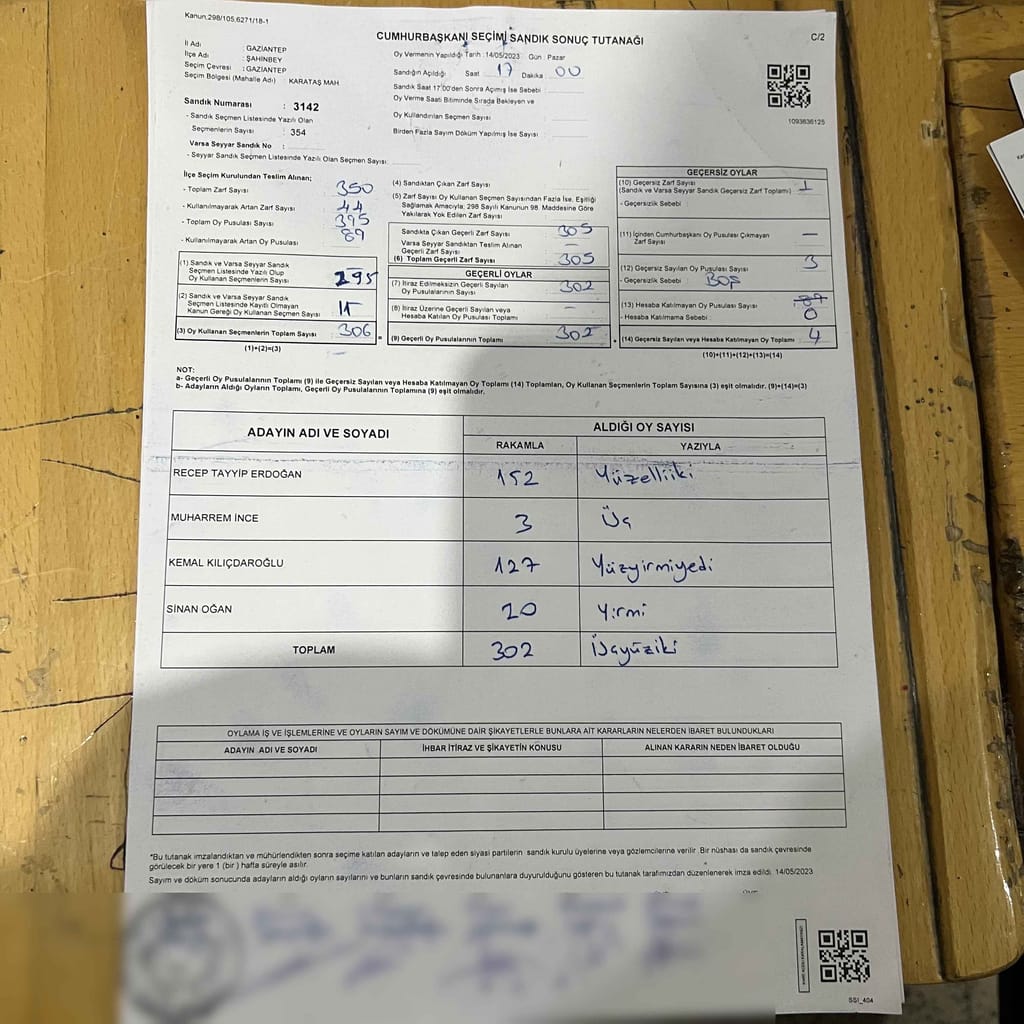 Kanun:298/105,6271/18-1
CUMHURBAŞKANI SEÇİMİ SANDIK SONUÇ TUTANAĞI
C/2
İl Adı : GAZİANTEP
İlçe Adı : ŞAHİNBEY
Seçim Çevresi : GAZİANTEP
Seçim Bölgesi (Mahalle Adı) : KARATAŞ MAH
Sandık Numarası : 3142
- Sandık Seçmen Listesinde Yazılı Olan
Seçmenlerin Sayısı : 354
Varsa Seyyar Sandık No :
- Seyyar Sandık Seçmen Listesinde Yazılı Olan Seçmen Sayısı:
Oy Vermenin Yapıldığı Tarih :14/05/2023 Gün : Pazar
Sandığın Açıldığı Saat 17 Dakika 00
Sandık Saat 17.00'den Sonra Açılmış İse Sebebi :
Oy Verme Saati Bitiminde Sırada Bekleyen ve
Oy Kullandırılan Seçmen Sayısı :
Birden Fazla Sayım Döküm Yapılmış İse Sayısı :
1093636125
İlçe Seçim Kurulundan Teslim Alınan;
- Toplam Zarf Sayısı : 350
- Kullanılmayarak Artan Zarf Sayısı : 44
- Toplam Oy Pusulası Sayısı : 395
- Kullanılmayarak Artan Oy Pusulası : 89
(1) Sandık ve Varsa Seyyar Sandık
Seçmen Listesinde Yazılı Olup
Oy Kullanan Seçmenlerin Sayısı : 295
(2) Sandık ve Varsa Seyyar Sandık
Seçmen Listesinde Kayıtlı Olmayan
Kanun Gereği Oy Kullanan Seçmen Sayısı : 11
(3) Oy Kullanan Seçmenlerin Toplam Sayısı : 306
(1)+(2)=(3)
(4) Sandıktan Çıkan Zarf Sayısı :
(5) Zarf Sayısı Oy Kullanan Seçmen Sayısından Fazla İse, Eşitliği
Sağlamak Amacıyla; 298 Sayılı Kanunun 98. Maddesine Göre
Yakılarak Yok Edilen Zarf Sayısı :
Sandıkta Çıkan Geçerli Zarf Sayısı : 305
Varsa Seyyar Sandıktan Teslim Alınan
Geçerli Zarf Sayısı : —
(6) Toplam Geçerli Zarf Sayısı : 305
GEÇERLİ OYLAR
(7) İtiraz Edilmeksizin Geçerli Sayılan
Oy Pusulalarının Sayısı : 302
(8) İtiraz Üzerine Geçerli Sayılan veya
Hesaba Katılan Oy Pusulası Toplamı : —
(9) Geçerli Oy Pusulalarının Toplamı : 302
GEÇERSİZ OYLAR
(10) Geçersiz Zarf Sayısı
(Sandık ve Varsa Seyyar Sandık Geçersiz Zarf Toplamı) : 1
- Geçersizlik Sebebi :
(11) İçinden Cumhurbaşkanı Oy Pusulası Çıkmayan
Zarf Sayısı : —
(12) Geçersiz Sayılan Oy Pusulası Sayısı : 3
- Geçersizlik Sebebi : BOŞ
(13) Hesaba Katılmayan Oy Pusulası Sayısı : 0
- Hesaba Katılmama Sebebi :
(14) Geçersiz Sayılan veya Hesaba Katılmayan Oy Toplamı : 4
(10)+(11)+(12)+(13)=(14)
NOT:
a- Geçerli Oy Pusulalarının Toplamı (9) ile Geçersiz Sayılan veya Hesaba Katılmayan Oy Toplamı (14) Toplamları, Oy Kullanan Seçmenlerin Toplam Sayısına (3) eşit olmalıdır. (9)+(14)=(3)
b- Adayların Aldığı Oyların Toplamı, Geçerli Oy Pusulalarının Toplamına (9) eşit olmalıdır.
ADAYIN ADI VE SOYADI ALDIĞI OY SAYISI
RAKAMLA YAZIYLA
RECEP TAYYİP ERDOĞAN 152 Yüzelliiki
MUHARREM İNCE 3 Üç
KEMAL KILIÇDAROĞLU 127 Yüzyirmiyedi
SİNAN OĞAN 20 Yirmi
TOPLAM 302 Üçyüziki
OYLAMA İŞ VE İŞLEMLERİNE VE OYLARIN SAYIM VE DÖKÜMÜNE DAİR ŞİKAYETLERLE BUNLARA AİT KARARLARIN NELERDEN İBARET BULUNDUKLARI
ADAYIN ADI VE SOYADI İHBAR İTİRAZ VE ŞİKAYETİN KONUSU ALINAN KARARIN NEDEN İBARET OLDUĞU
*Bu tutanak imzalandıktan ve mühürlendikten sonra seçime katılan adayların ve talep eden siyasi partilerin sandık kurulu üyelerine veya gözlemcilerine verilir. Bir nüshası da sandık çevresinde
görülecek bir yere 1 (bir ) hafta süreyle asılır.
Sayım ve döküm sonucunda adayların aldığı oyların sayılarını ve bunların sandık çevresinde bulunanlara duyurulduğunu gösteren bu tutanak tarafımızdan düzenlenerek imza edildi. 14/05/2023
SSI_404